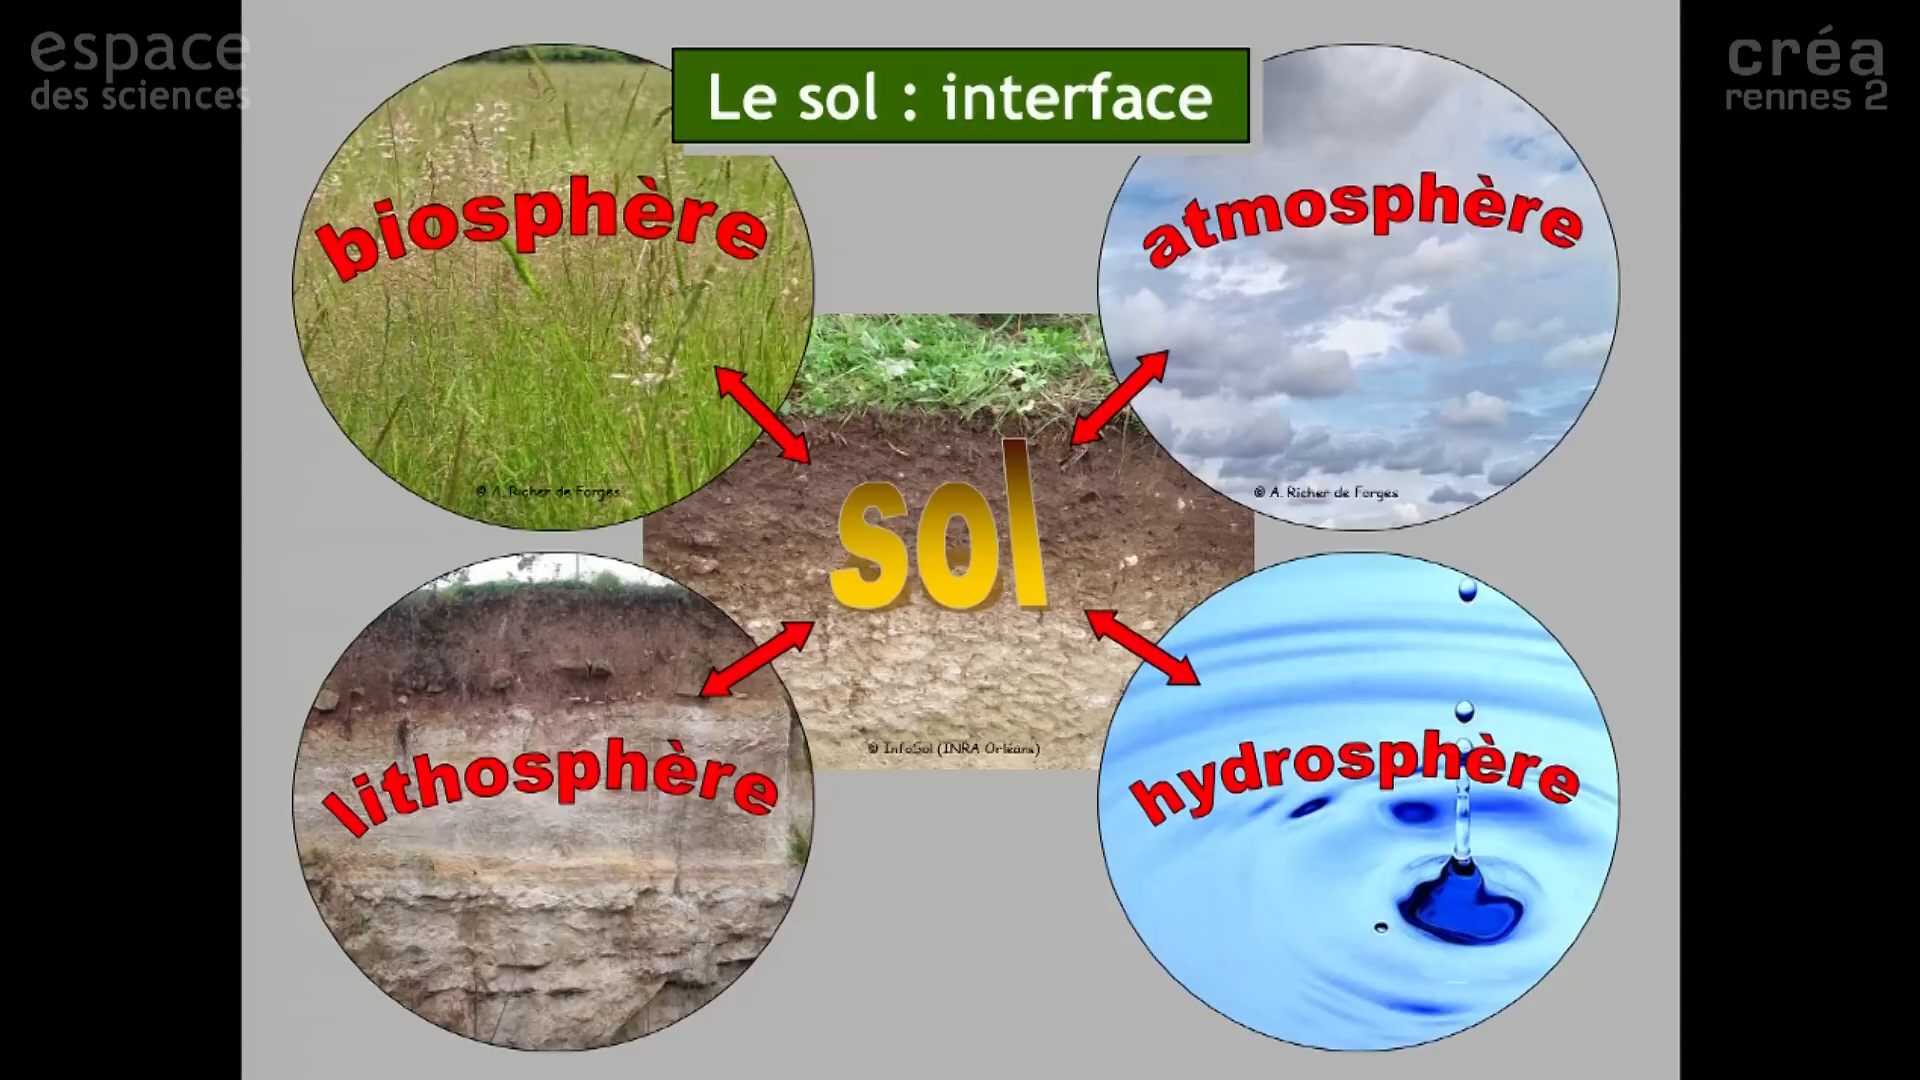 espace
des sciences
créa
rennes 2
Le sol : interface
biosphère
atmosphère
© A. Richer de Forges
© A. Richer de Forges
sol
© InfoSol (INRA Orléans)
lithosphère
hydrosphère